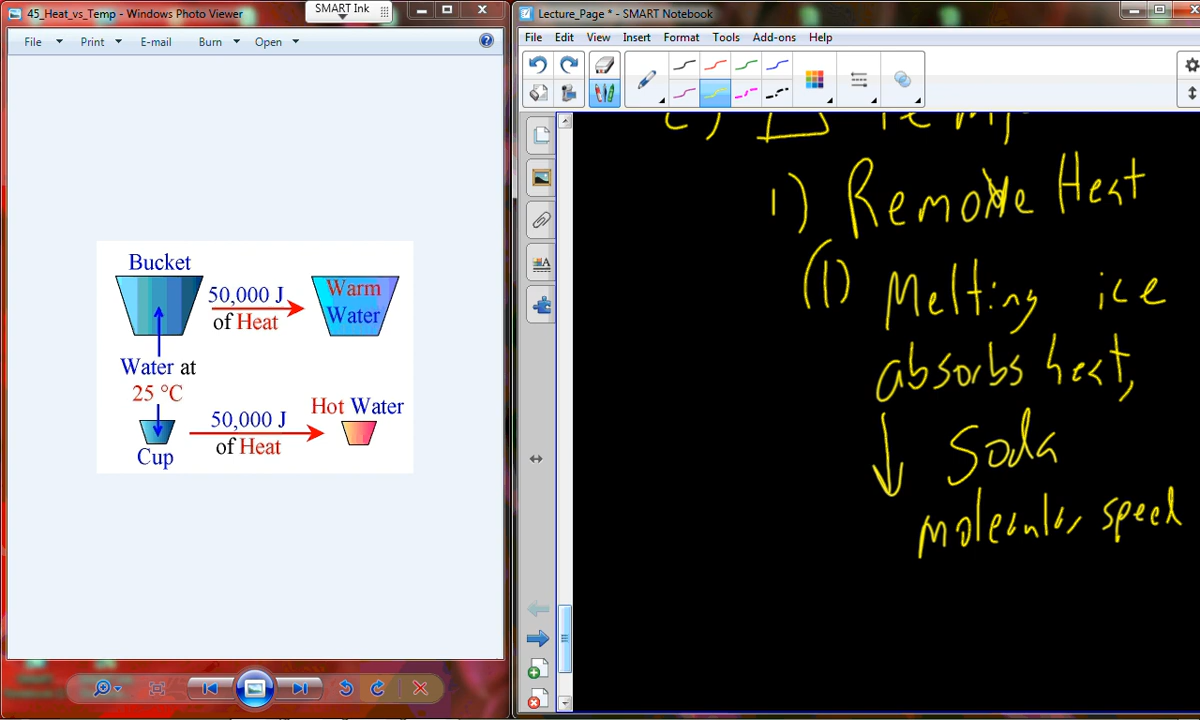 45_Heat_vs_Temp - Windows Photo Viewer
SMART Ink
File Print E-mail Burn Open
Bucket
50,000 J
of Heat
Warm
Water
Water at
25 °C
Cup
50,000 J
of Heat
Hot Water
Lecture_Page * - SMART Notebook
File Edit View Insert Format Tools Add-ons Help
1) Remove Heat
(1) Melting ice
absorbs heat,
↓ Soda
molecular speed